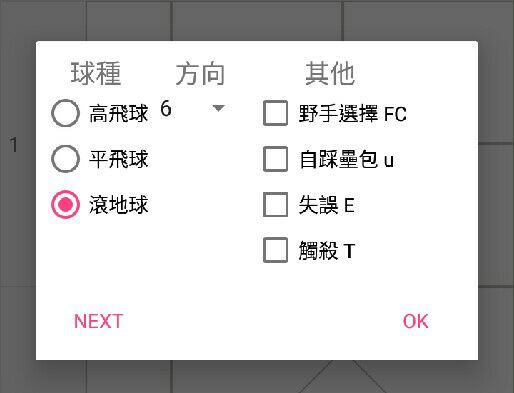 球種 方向 其他
1
高飛球 6 野手選擇 FC
平飛球 自踩壘包 u
滾地球 失誤 E
觸殺 T
NEXT OK